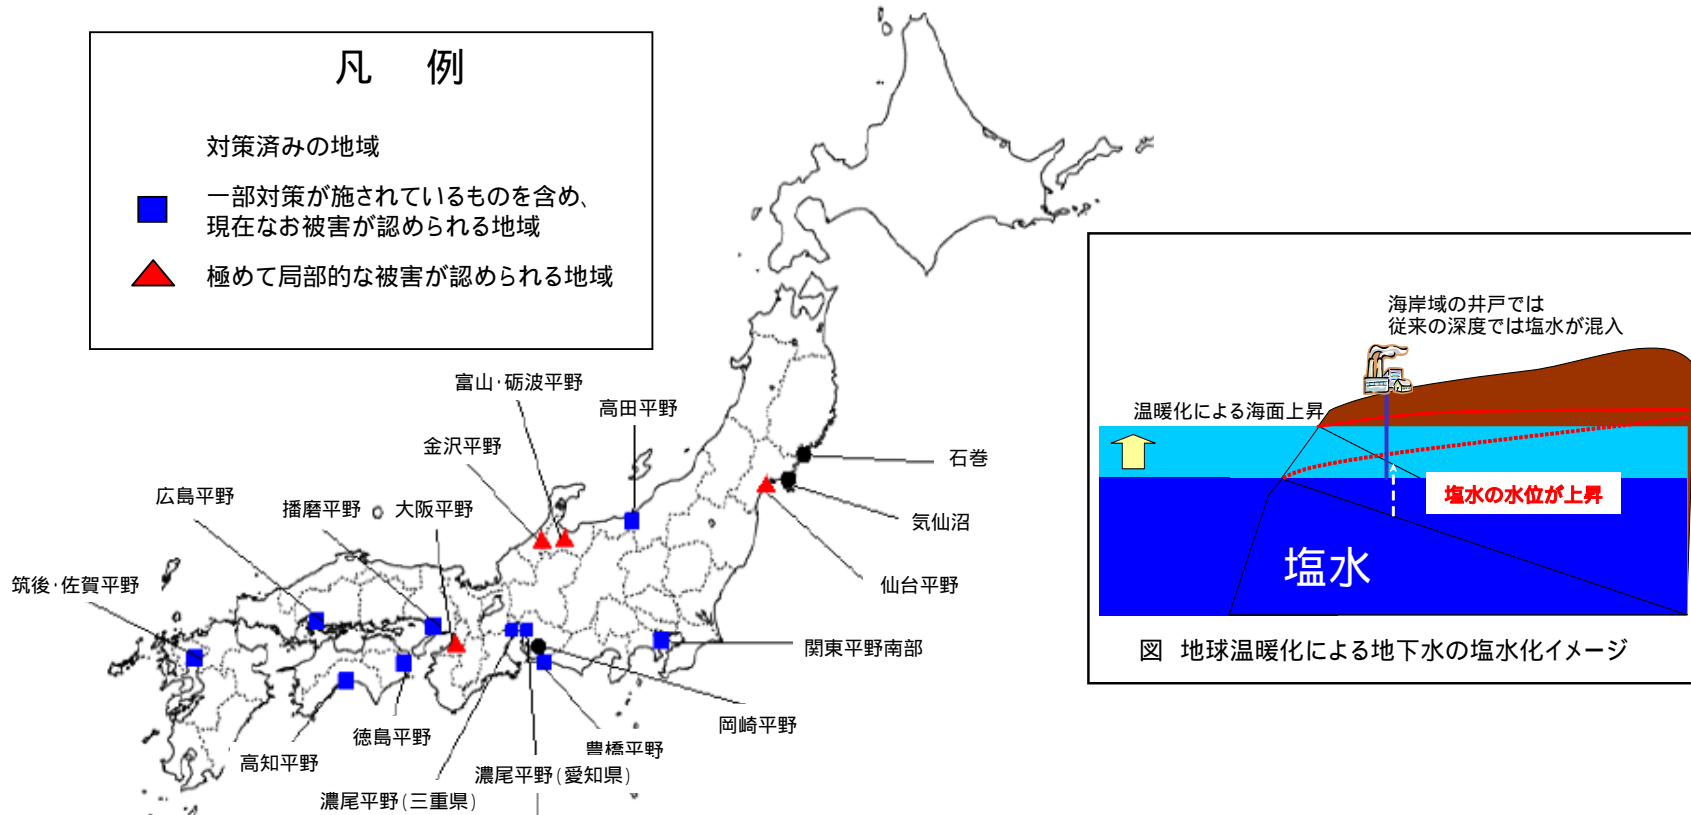 凡 例
対策済みの地域
一部対策が施されているものを含め、
現在なお被害が認められる地域
極めて局部的な被害が認められる地域
富山・砺波平野
高田平野
金沢平野
石巻
広島平野
播磨平野
大阪平野
気仙沼
筑後・佐賀平野
仙台平野
関東平野南部
岡崎平野
徳島平野
豊橋平野
高知平野
濃尾平野(愛知県)
濃尾平野(三重県)
海岸域の井戸では
従来の深度では塩水が混入
温暖化による海面上昇
塩水の水位が上昇
塩水
図 地球温暖化による地下水の塩水化イメージ